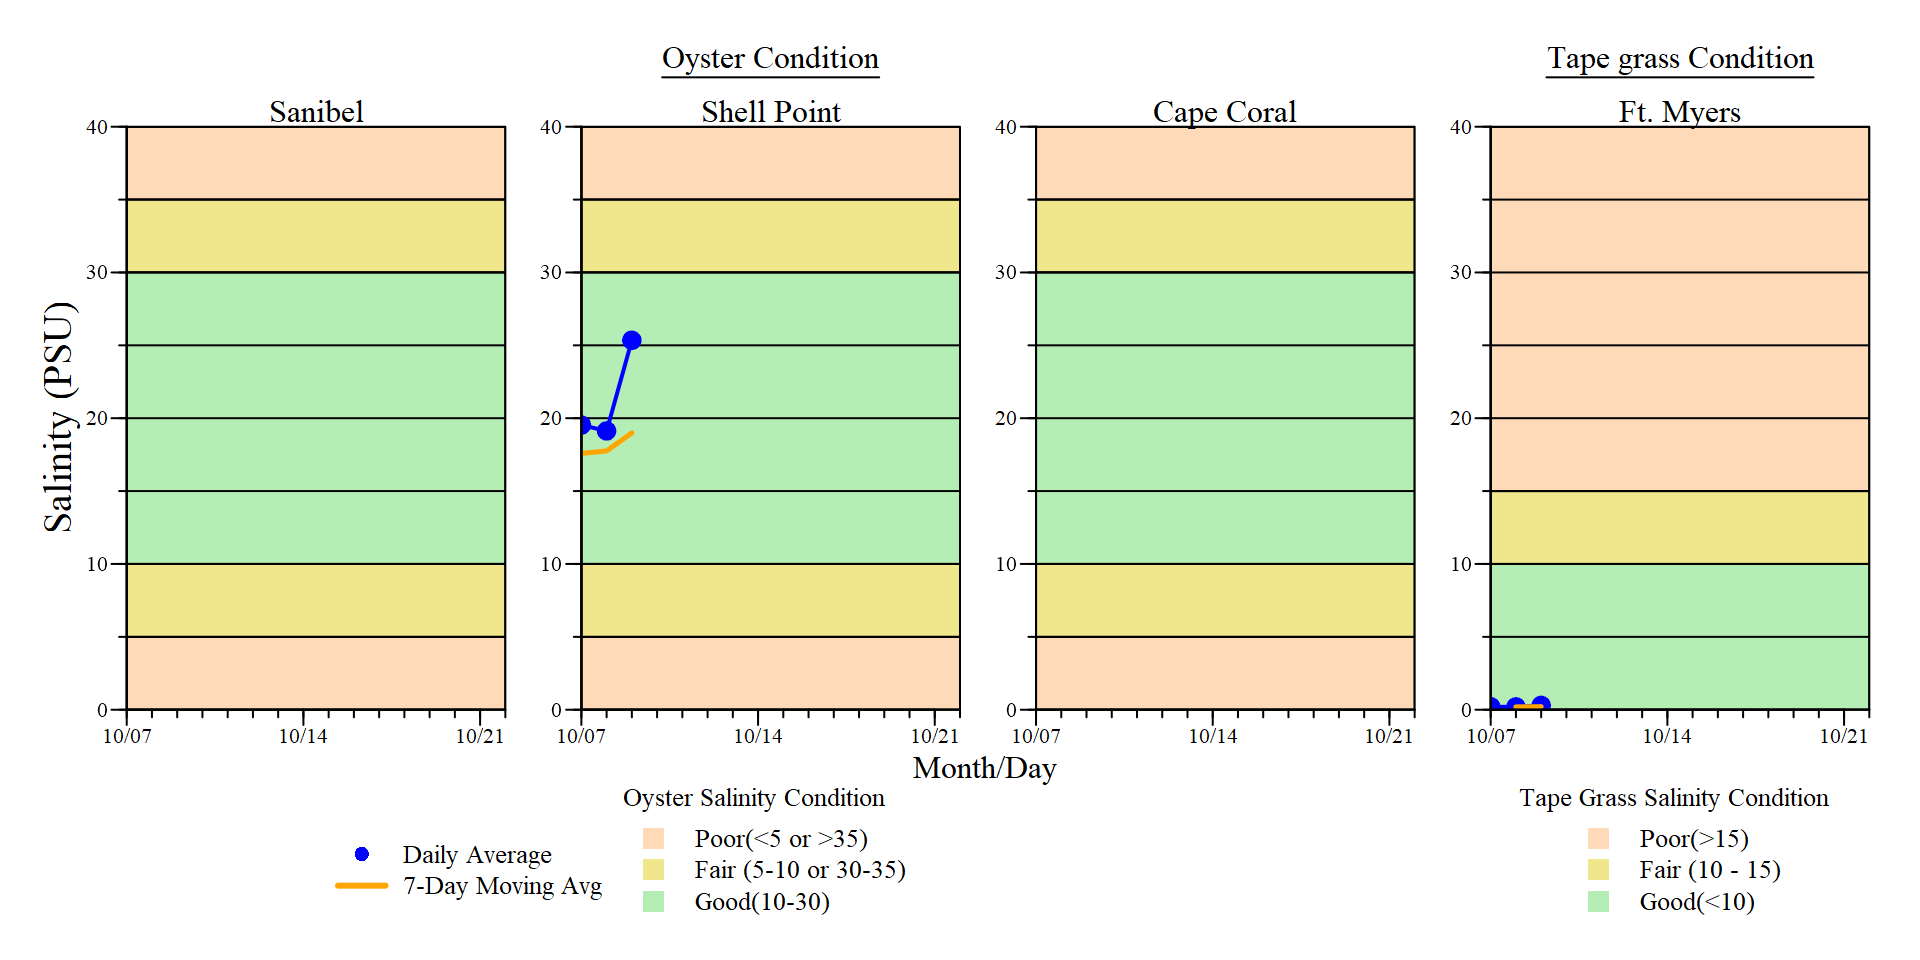 Oyster Condition
Tape grass Condition
Sanibel
Shell Point
Cape Coral
Ft. Myers
Salinity (PSU)
40
30
20
10
0
10/07
10/14
10/21
40
30
20
10
0
10/07
10/14
10/21
40
30
20
10
0
10/07
10/14
10/21
40
30
20
10
0
10/07
10/14
10/21
Month/Day
Daily Average
7-Day Moving Avg
Oyster Salinity Condition
Poor(<5 or >35)
Fair (5-10 or 30-35)
Good(10-30)
Tape Grass Salinity Condition
Poor(>15)
Fair (10 - 15)
Good(<10)